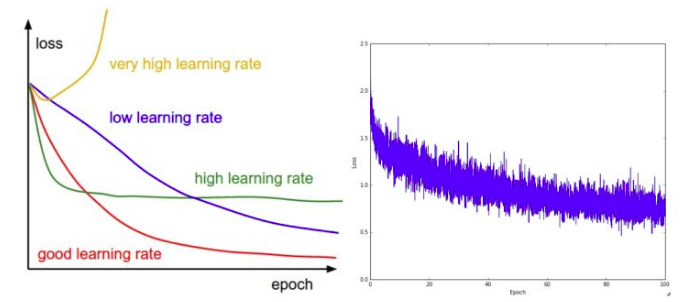 loss
very high learning rate
low learning rate
high learning rate
good learning rate
epoch
2.5
2.0
1.5
1.0
0.5
0.0
Loss
0
20
40
60
80
100
Epoch